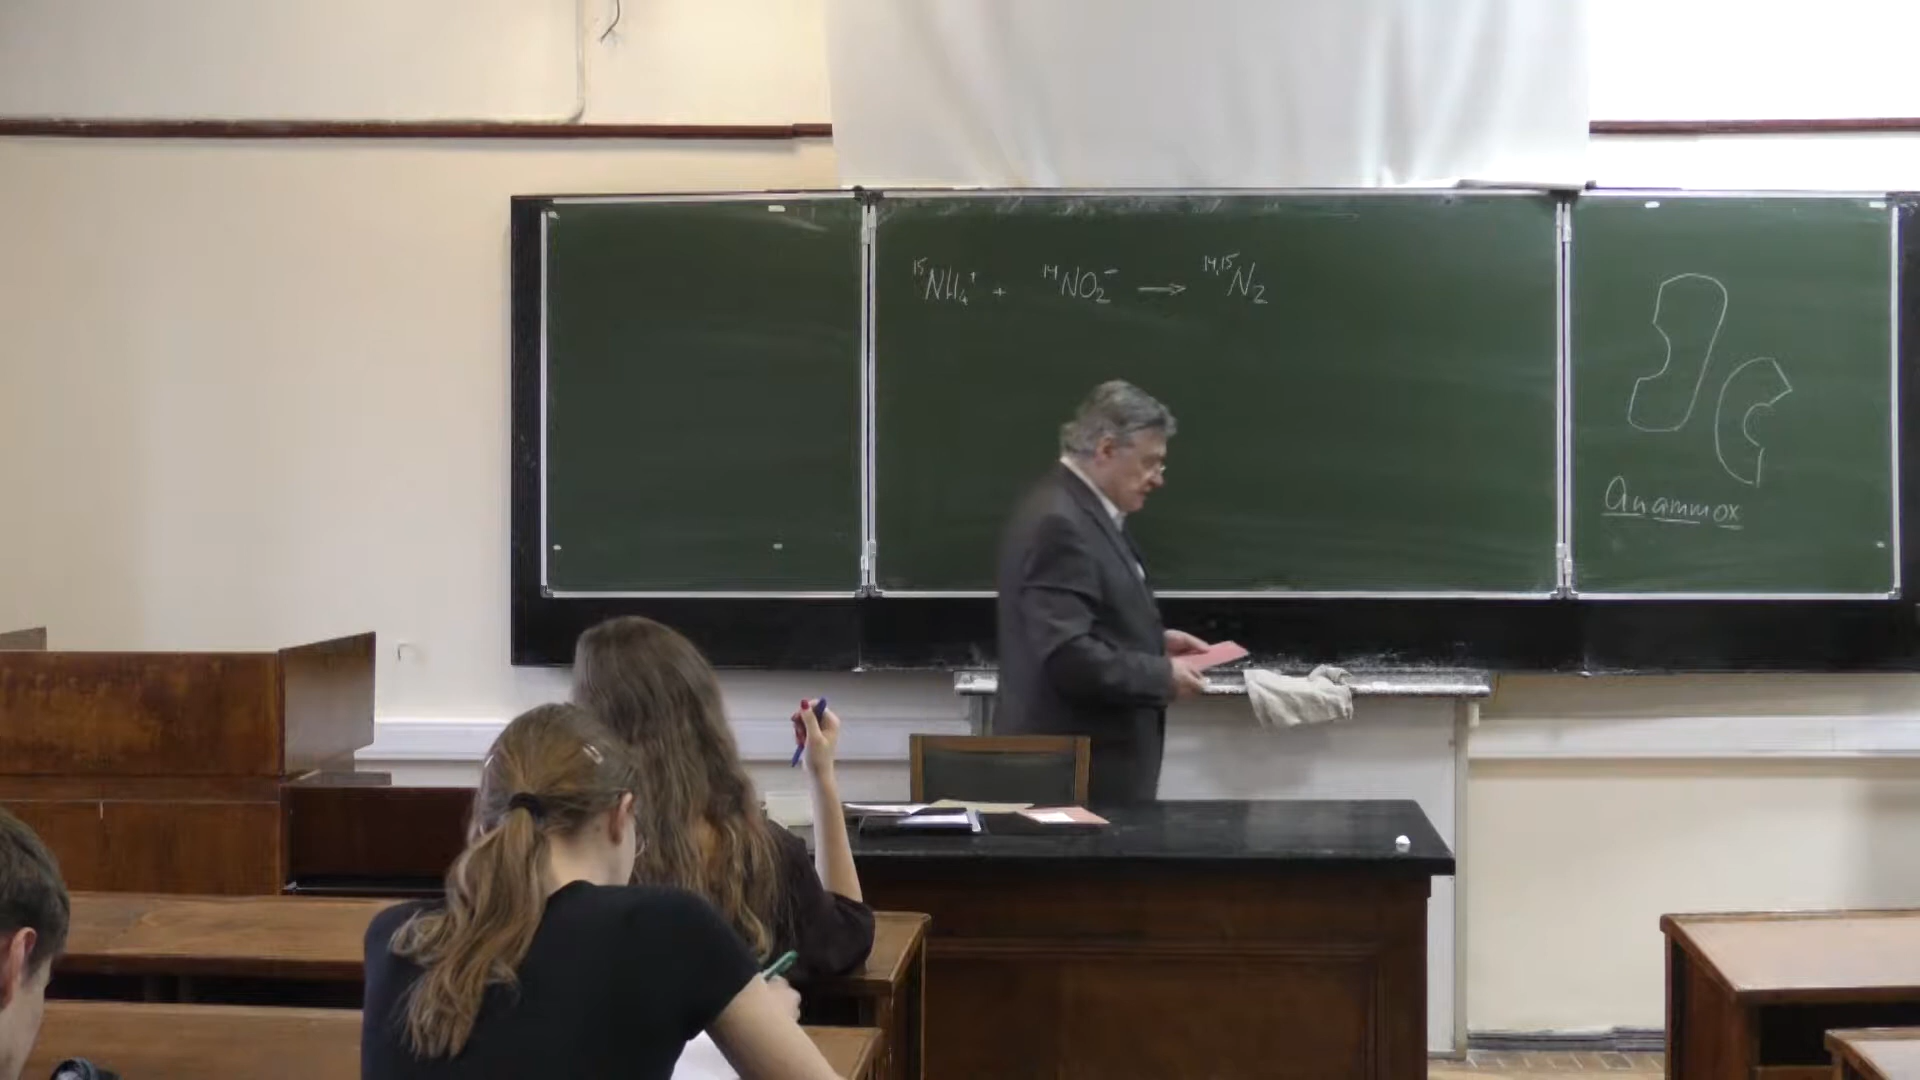 ¹⁵NH₄⁺ + ¹⁴NO₂⁻ → ¹⁴,¹⁵N₂
Anammox